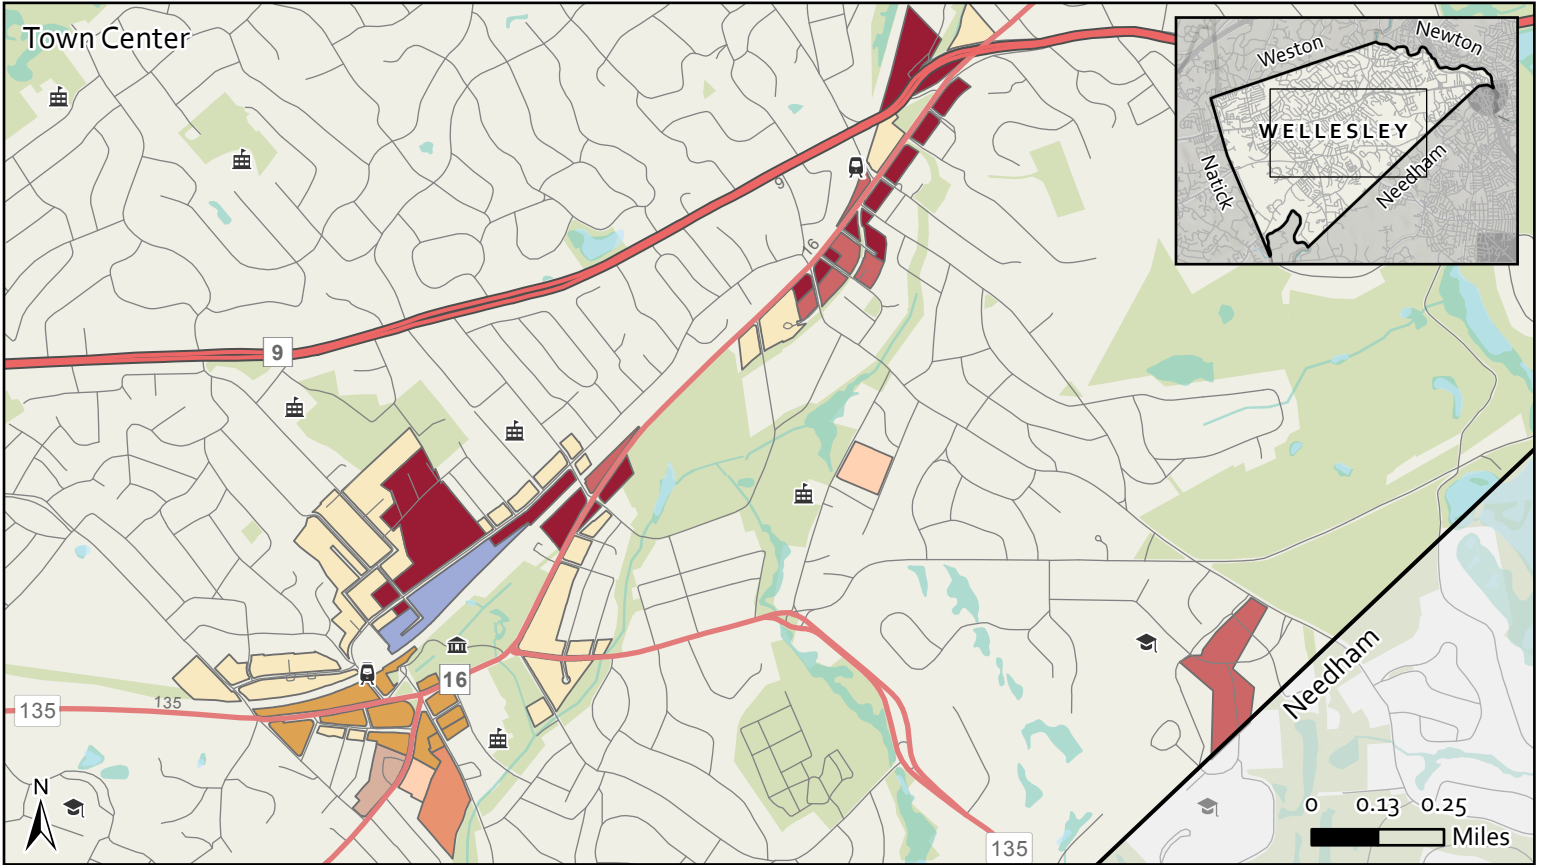 Town Center
Weston
Newton
WELLESLEY
Natick
Needham
9
16
9
16
135
135
135
Needham
N
0 0.13 0.25
Miles